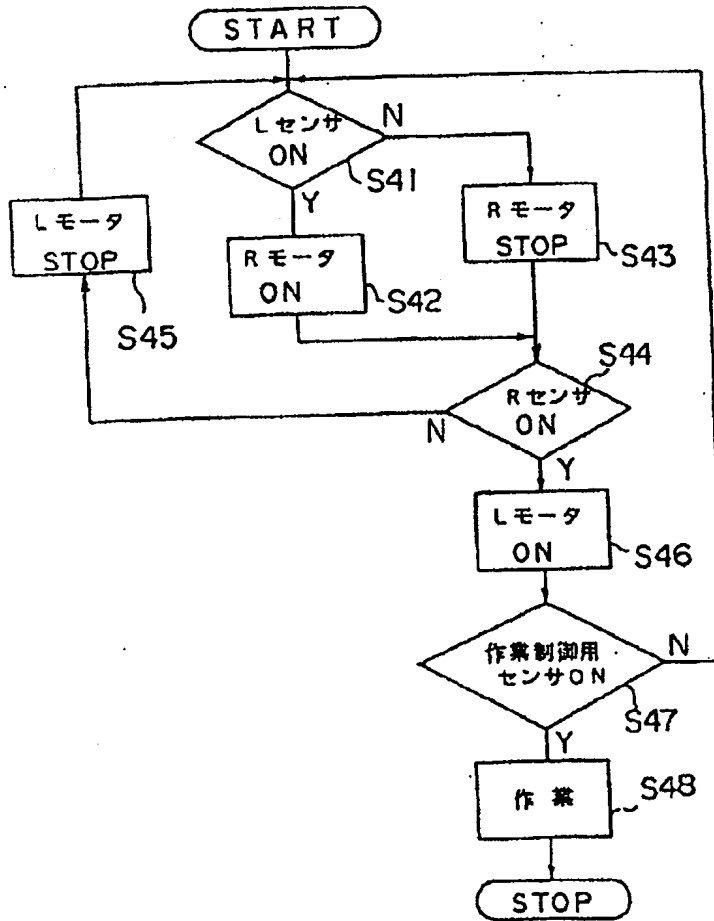 START
Lセンサ
ON
N
S41
Y
Lモータ
STOP
S45
Rモータ
ON
S42
Rモータ
STOP
S43
S44
Rセンサ
ON
N
Y
Lモータ
ON
S46
作業制御用
センサON
N
S47
Y
作業
S48
STOP